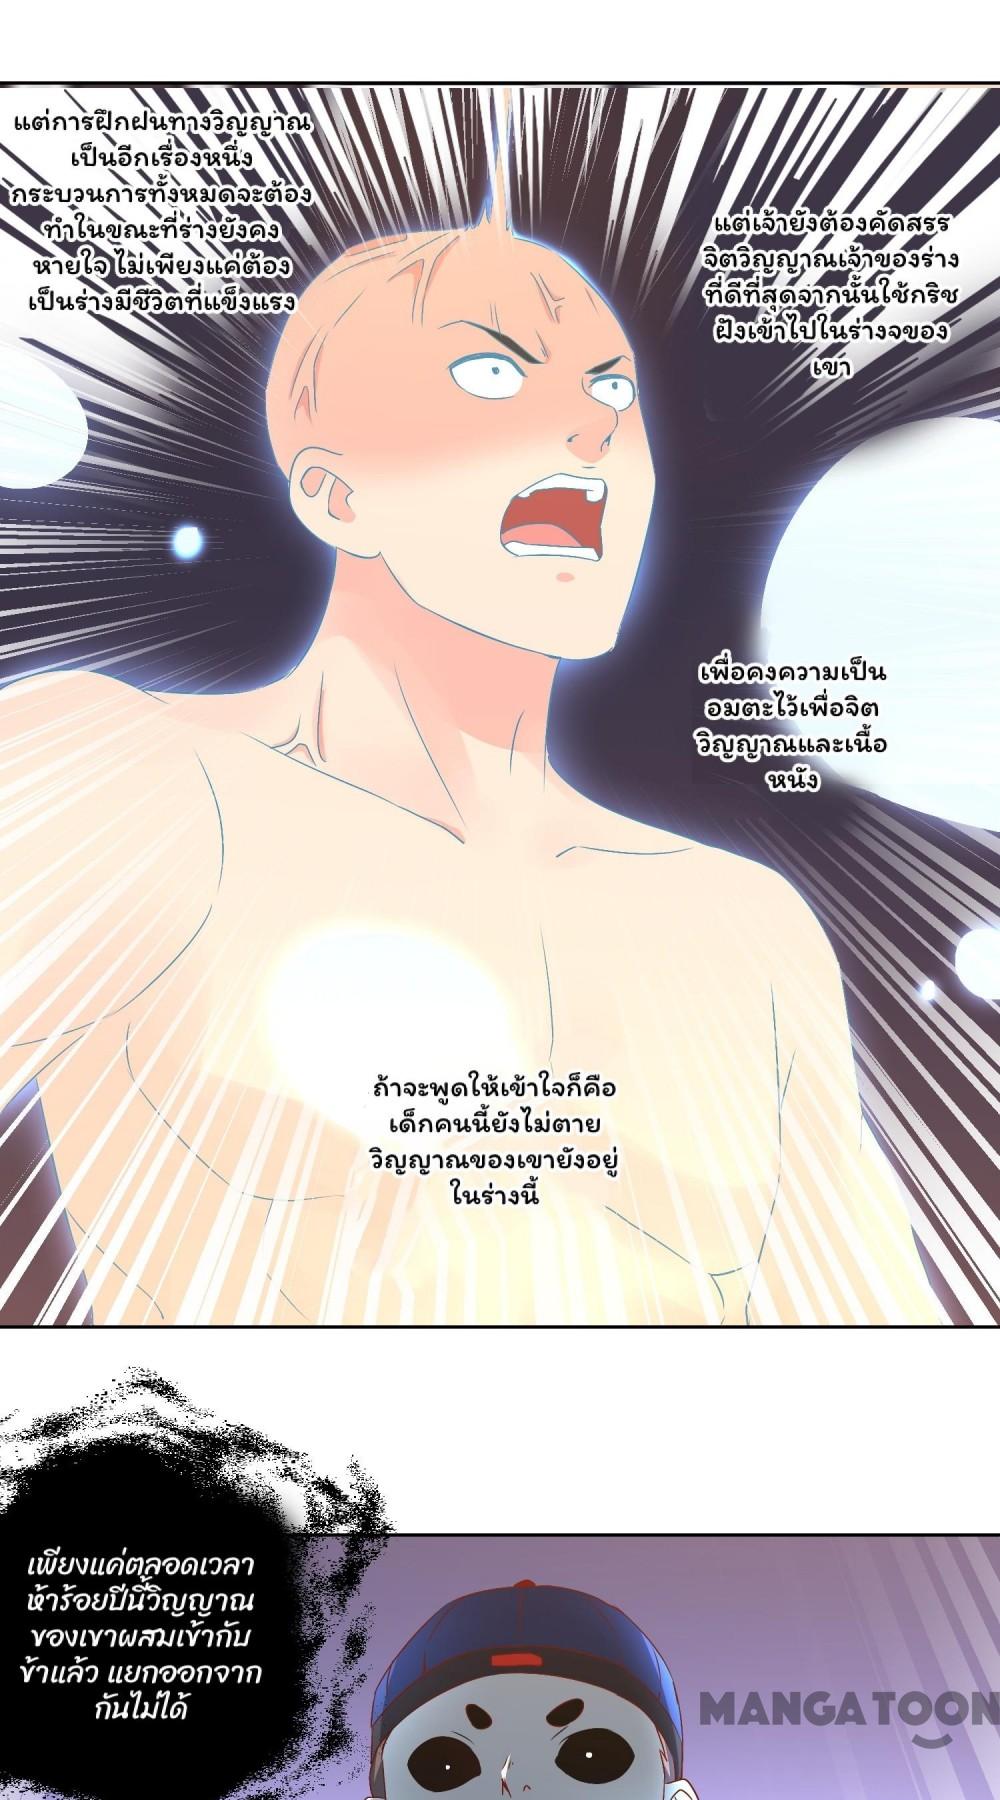 แต่การฝึกฝนทางวิญญาณ
เป็นอีกเรื่องหนึ่ง
กระบวนการทั้งหมดจะต้อง
ทำในขณะที่ร่างยังคง
หายใจ ไม่เพียงแค่ต้อง
เป็นร่างมีชีวิตที่แข็งแรง
แต่เจ้ายังต้องคัดสรร
จิตวิญญาณเจ้าของร่าง
ที่ดีที่สุดจากนั้นใช้กริช
ฝังเข้าไปในร่างจของ
เขา
เพื่อคงความเป็น
อมตะไว้เพื่อจิต
วิญญาณและเนื้อ
หนัง
ถ้าจะพูดให้เข้าใจก็คือ
เด็กคนนี้ยังไม่ตาย
วิญญาณของเขายังอยู่
ในร่างนี้
เพียงแค่ตลอดเวลา
ห้าร้อยปีนี้วิญญาณ
ของเขาผสมเข้ากับ
ข้าแล้ว แยกออกจาก
กันไม่ได้
MANGATOON